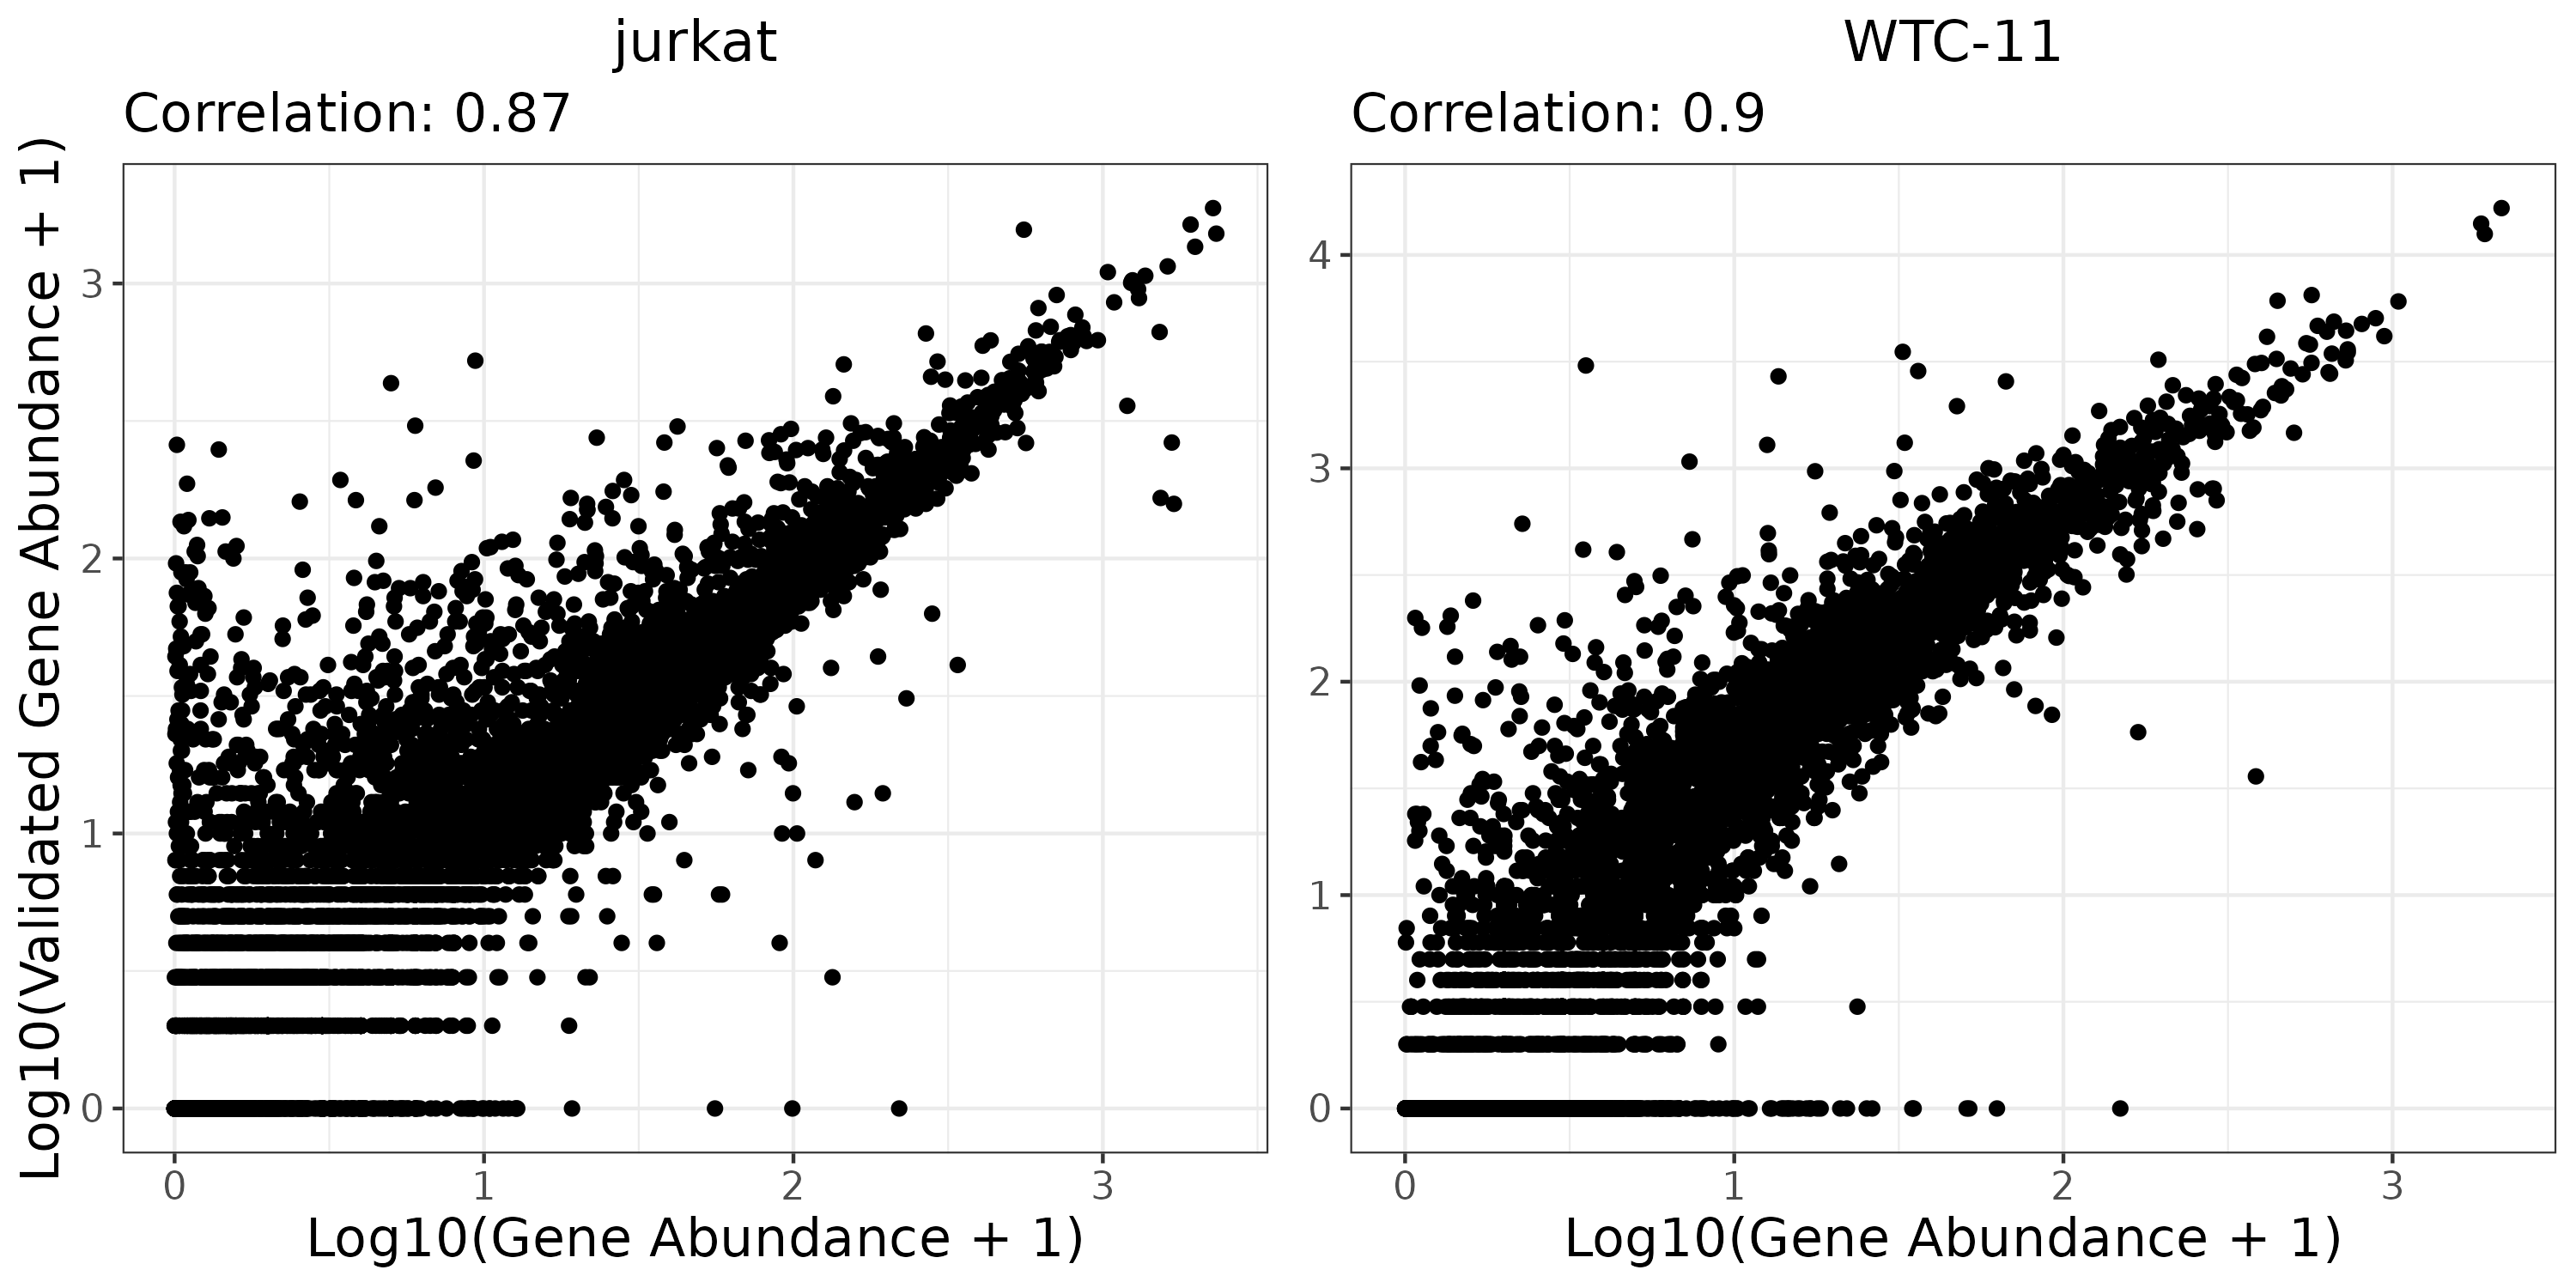 jurkat
Correlation: 0.87
Log10(Validated Gene Abundance + 1)
3
2
1
0
0 1 2 3
Log10(Gene Abundance + 1)
WTC-11
Correlation: 0.9
4
3
2
1
0
0 1 2 3
Log10(Gene Abundance + 1)